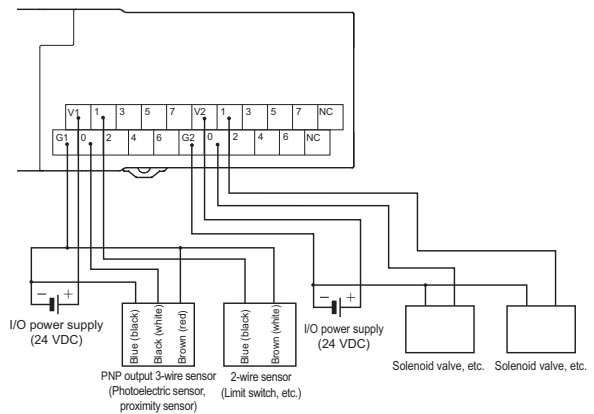 V1 1 3 5 7 V2 1 3 5 7 NC
G1 0 2 4 6 G2 0 2 4 6 NC
− +
I/O power supply
(24 VDC)
Blue (black)
Black (white)
Brown (red)
PNP output 3-wire sensor
(Photoelectric sensor,
proximity sensor)
Blue (black)
Brown (white)
2-wire sensor
(Limit switch, etc.)
− +
I/O power supply
(24 VDC)
Solenoid valve, etc.
Solenoid valve, etc.